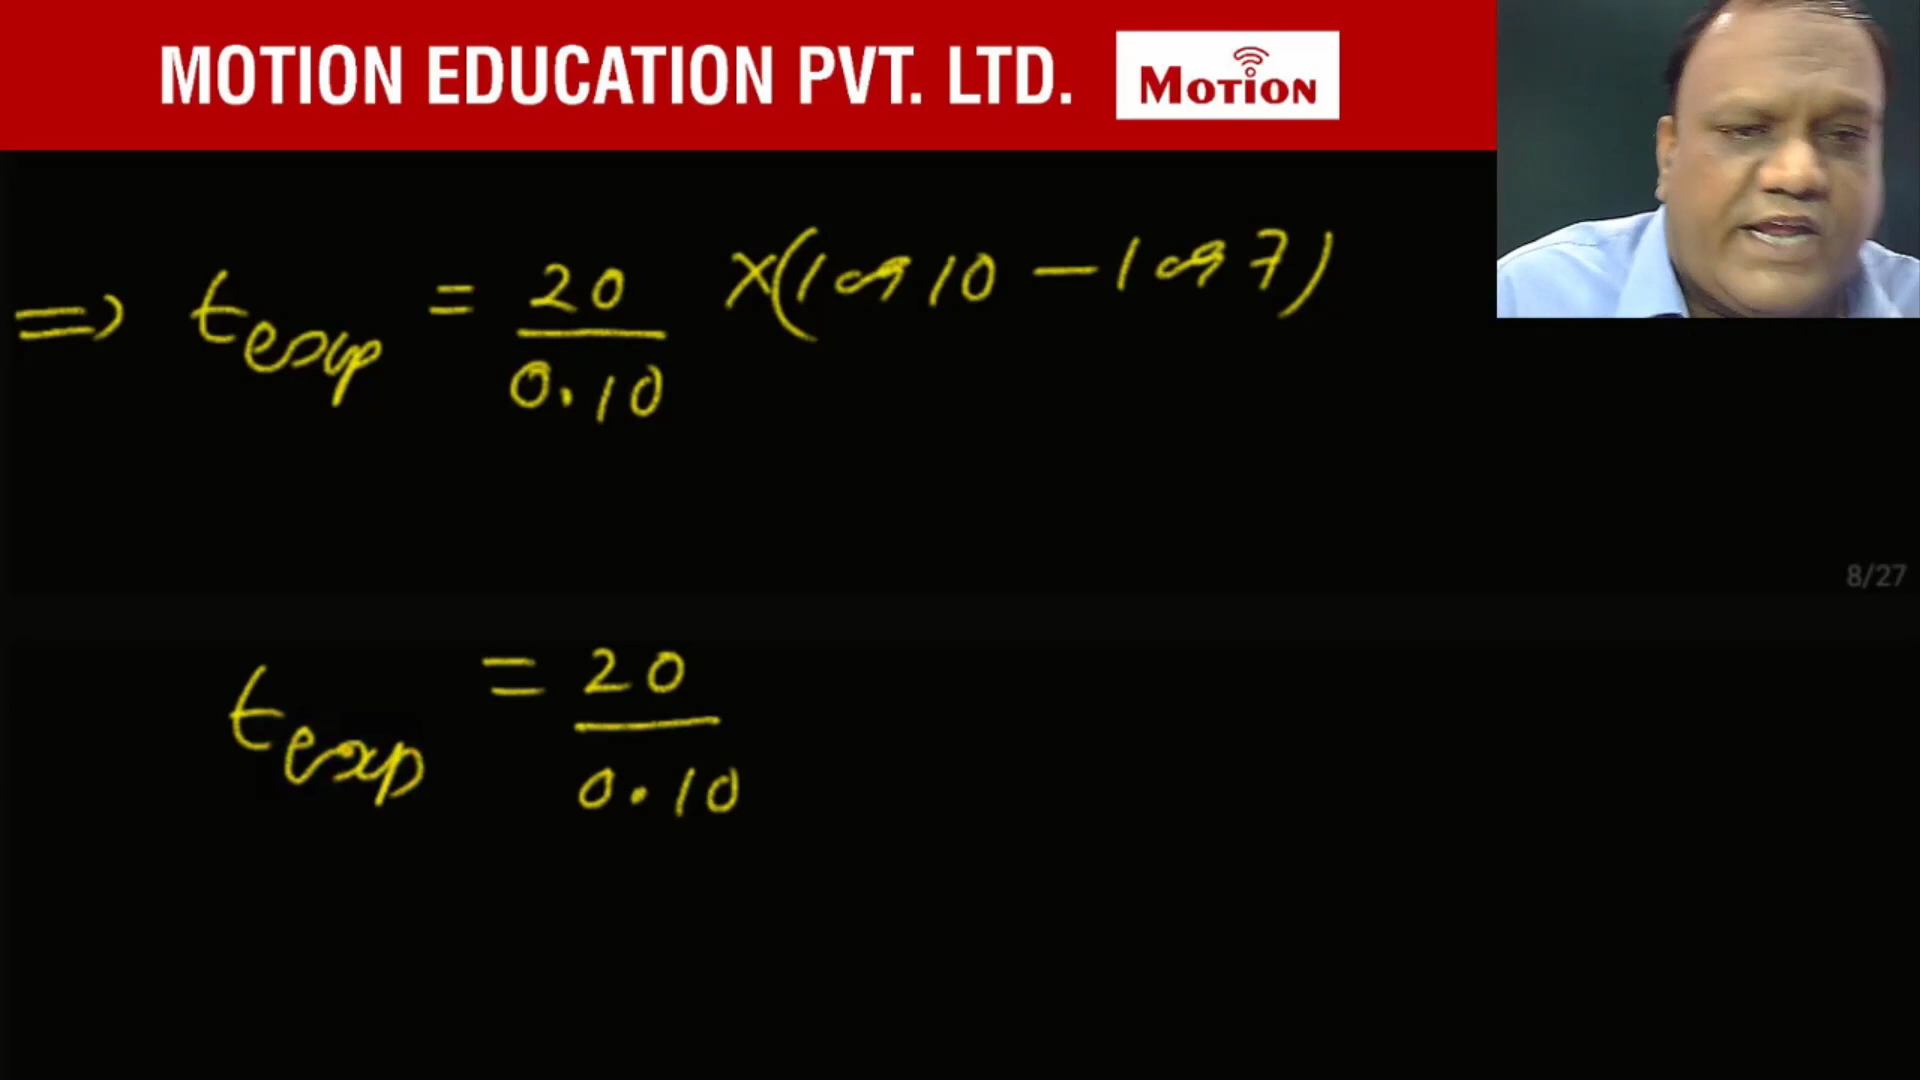 MOTION EDUCATION PVT. LTD. MOTION
⇒ t_exp = 20/0.10 ×(log 10 − log 7)
8/27
t_exp = 20/0.10